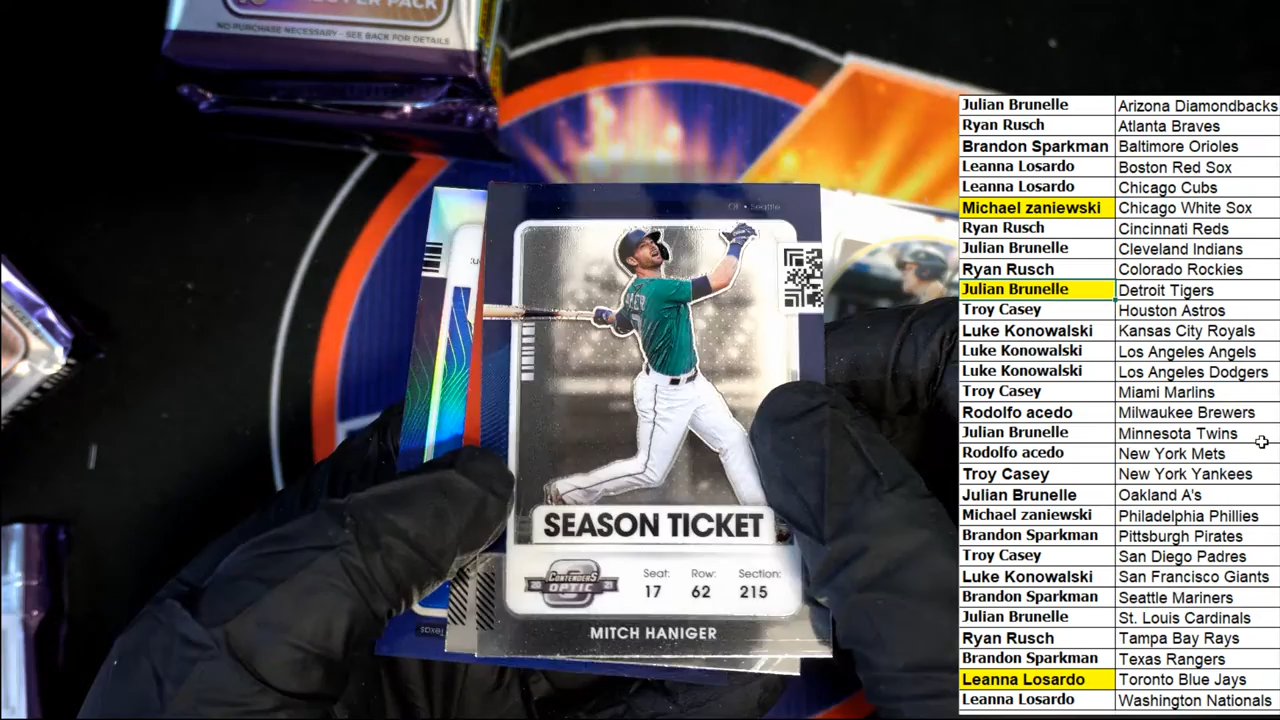 PER PACK
NO PURCHASE NECESSARY - SEE BACK FOR DETAILS
OF • Seattle
SEASON TICKET
20 CONTENDERS 21
OPTIC
Seat: Row: Section:
17 62 215
MITCH HANIGER
Texas
Julian Brunelle Arizona Diamondbacks
Ryan Rusch Atlanta Braves
Brandon Sparkman Baltimore Orioles
Leanna Losardo Boston Red Sox
Leanna Losardo Chicago Cubs
Michael zaniewski Chicago White Sox
Ryan Rusch Cincinnati Reds
Julian Brunelle Cleveland Indians
Ryan Rusch Colorado Rockies
Julian Brunelle Detroit Tigers
Troy Casey Houston Astros
Luke Konowalski Kansas City Royals
Luke Konowalski Los Angeles Angels
Luke Konowalski Los Angeles Dodgers
Troy Casey Miami Marlins
Rodolfo acedo Milwaukee Brewers
Julian Brunelle Minnesota Twins
Rodolfo acedo New York Mets
Troy Casey New York Yankees
Julian Brunelle Oakland A's
Michael zaniewski Philadelphia Phillies
Brandon Sparkman Pittsburgh Pirates
Troy Casey San Diego Padres
Luke Konowalski San Francisco Giants
Brandon Sparkman Seattle Mariners
Julian Brunelle St. Louis Cardinals
Ryan Rusch Tampa Bay Rays
Brandon Sparkman Texas Rangers
Leanna Losardo Toronto Blue Jays
Leanna Losardo Washington Nationals